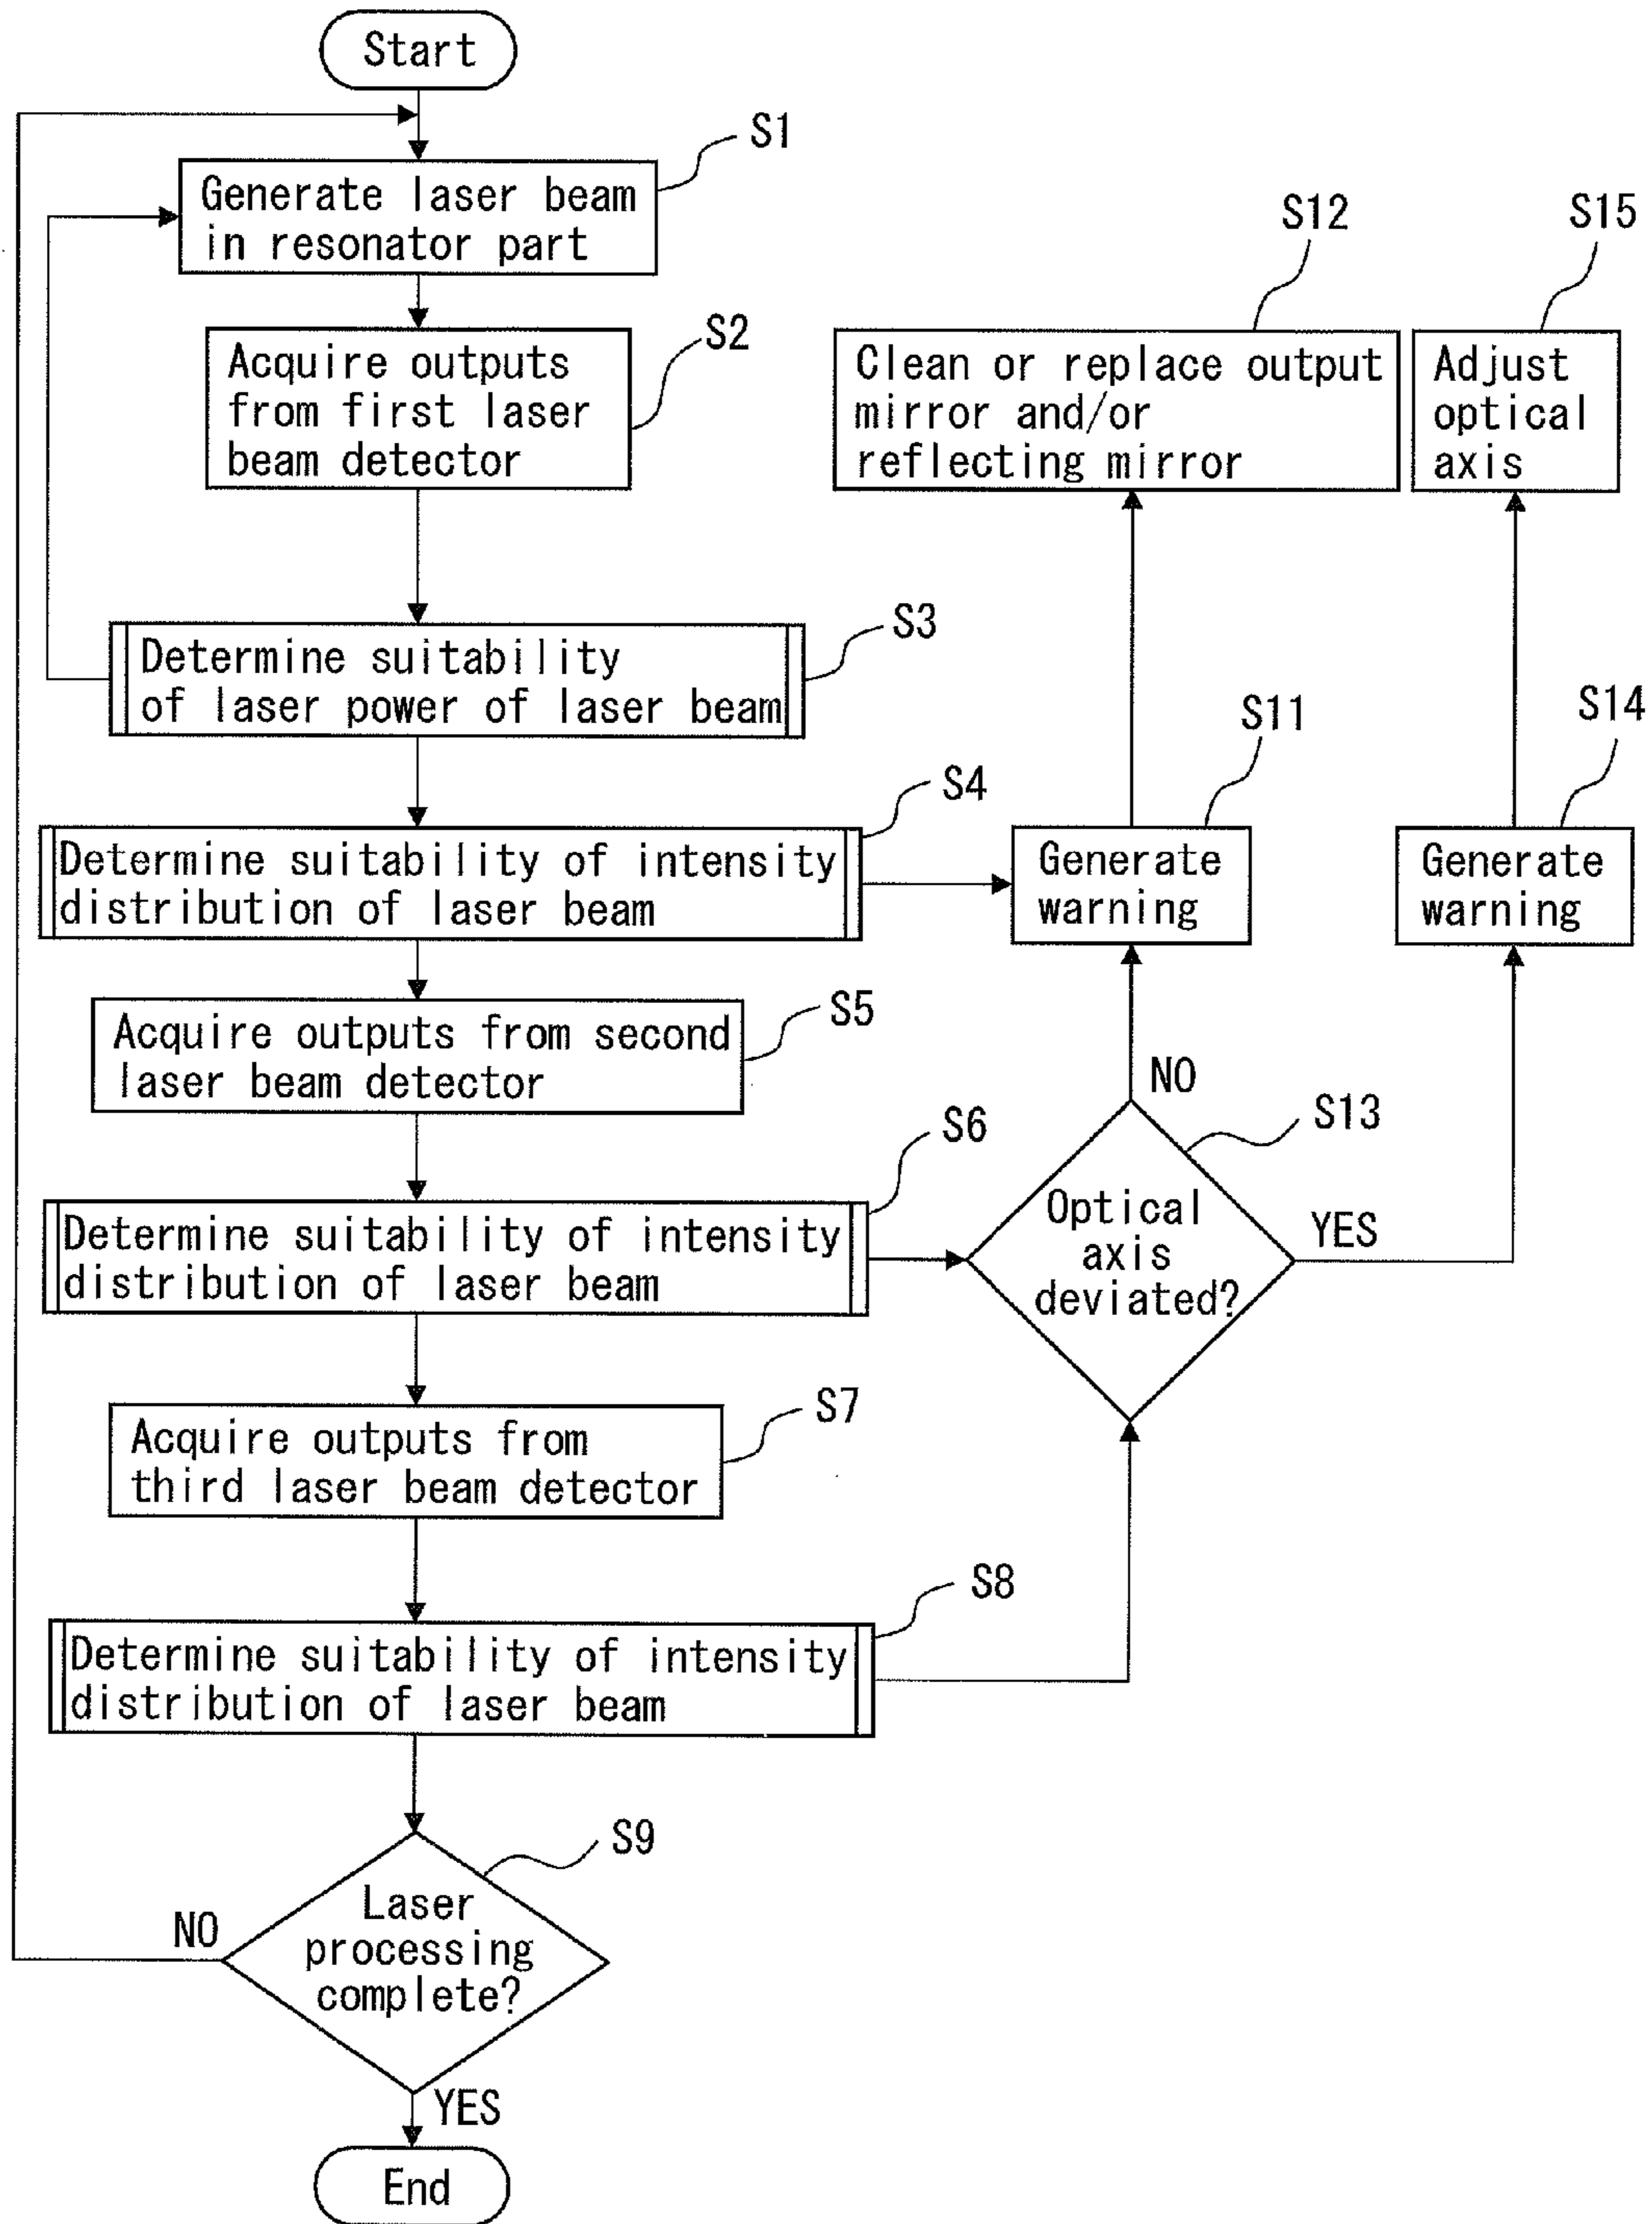 Start
S1
Generate laser beam
in resonator part
S2
Acquire outputs
from first laser
beam detector
S12
Clean or replace output
mirror and/or
reflecting mirror
S15
Adjust
optical
axis
S3
Determine suitability
of laser power of laser beam
S4
Determine suitability of intensity
distribution of laser beam
S11
Generate
warning
S14
Generate
warning
S5
Acquire outputs from second
laser beam detector
S6
Determine suitability of intensity
distribution of laser beam
NO
S13
Optical
axis
deviated?
YES
S7
Acquire outputs from
third laser beam detector
S8
Determine suitability of intensity
distribution of laser beam
S9
Laser
processing
complete?
NO
YES
End